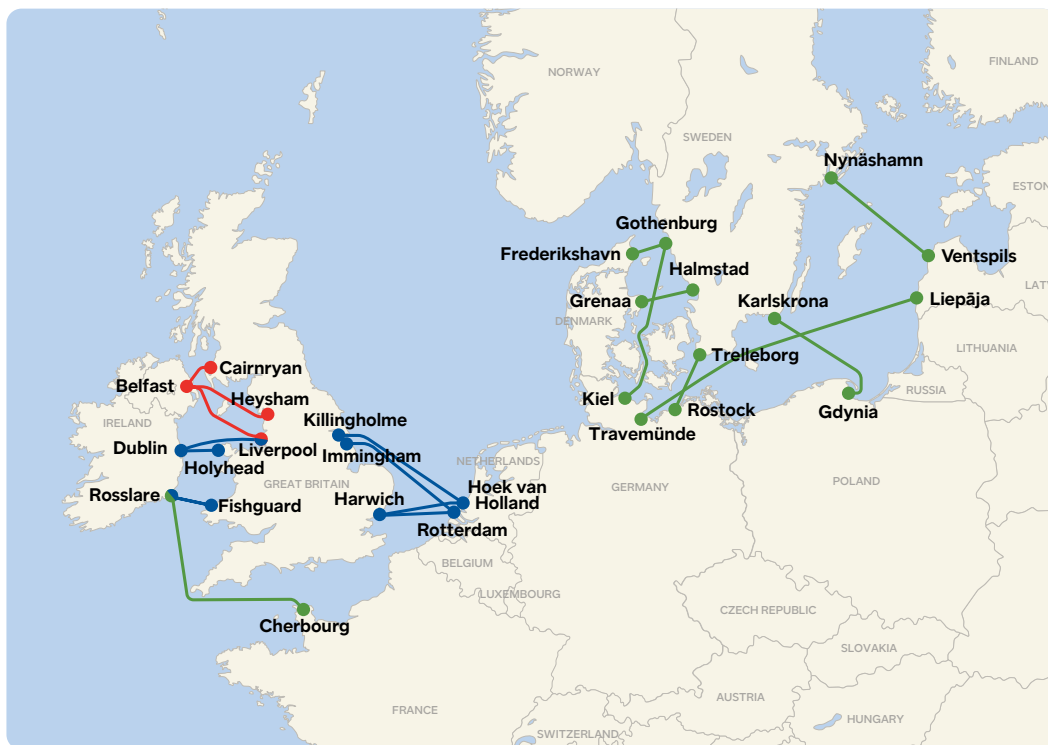 NORWAY
FINLAND
SWEDEN
Nynäshamn
ESTON
Gothenburg
Frederikshavn
Ventspils
Halmstad
Grenaa
Karlskrona
Liepāja
LATV
DENMARK
Trelleborg
LITHUANIA
Cairnryan
Belfast
Heysham
Kiel
Rostock
Gdynia
RUSSIA
Travemünde
IRELAND
Killingholme
Dublin
Liverpool
Immingham
Holyhead
NETHERLANDS
GREAT BRITAIN
Hoek van
Holland
GERMANY
POLAND
Rosslare
Fishguard
Harwich
Rotterdam
BELGIUM
LUXEMBOURG
Cherbourg
CZECH REPUBLIC
SLOVAKIA
AUSTRIA
FRANCE
HUNGARY
SWITZERLAND